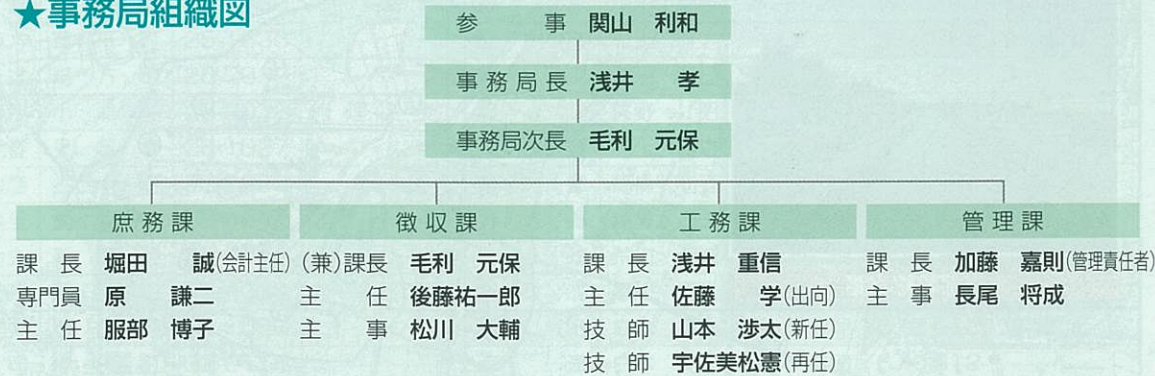 ★事務局組織図
参事 関山 利和
事務局長 浅井 孝
事務局次長 毛利 元保
庶務課
課長 堀田 誠(会計主任)
専門員 原 謙二
主任 服部 博子
徴収課
(兼)課長 毛利 元保
主任 後藤祐一郎
主事 松川 大輔
工務課
課長 浅井 重信
主任 佐藤 学(出向)
技師 山本 渉太(新任)
技師 宇佐美松憲(再任)
管理課
課長 加藤 嘉則(管理責任者)
主事 長尾 将成